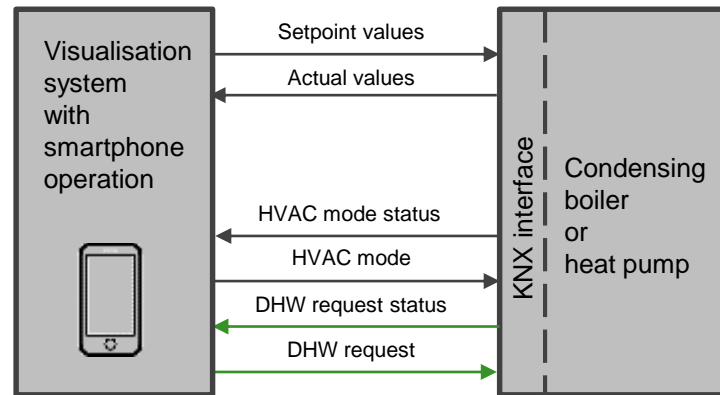 Visualisation
system
with
smartphone
operation
Setpoint values
Actual values
HVAC mode status
HVAC mode
DHW request status
DHW request
KNX interface
Condensing
boiler
or
heat pump